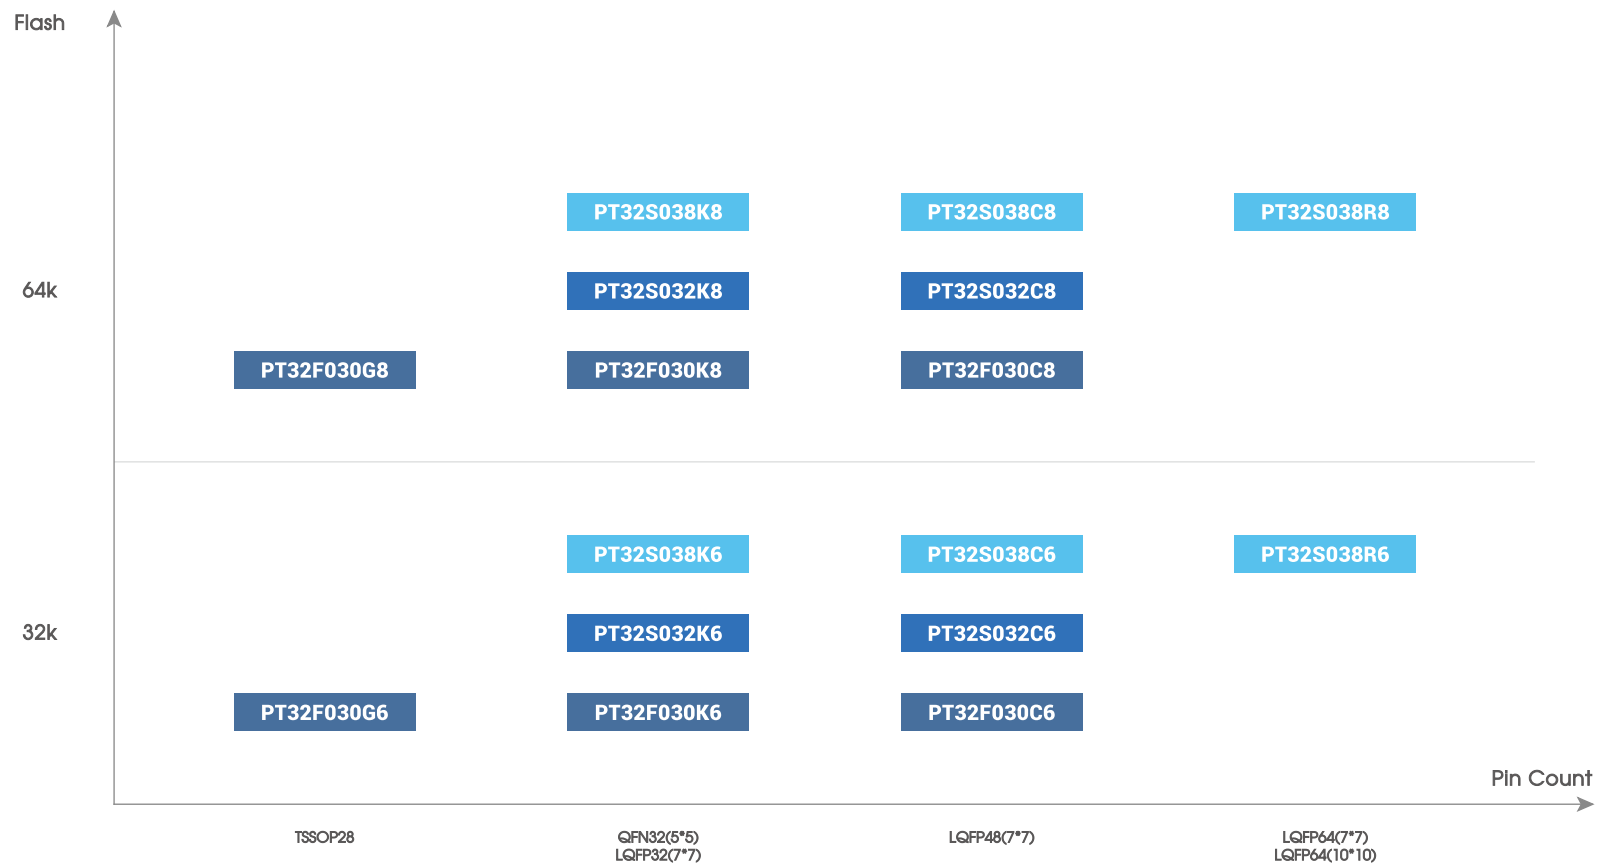 Flash
PT32S038K8 PT32S038C8 PT32S038R8
64k PT32S032K8 PT32S032C8
PT32F030G8 PT32F030K8 PT32F030C8
PT32S038K6 PT32S038C6 PT32S038R6
32k PT32S032K6 PT32S032C6
PT32F030G6 PT32F030K6 PT32F030C6
Pin Count
TSSOP28 QFN32(5*5) LQFP48(7*7) LQFP64(7*7)
LQFP32(7*7) LQFP64(10*10)